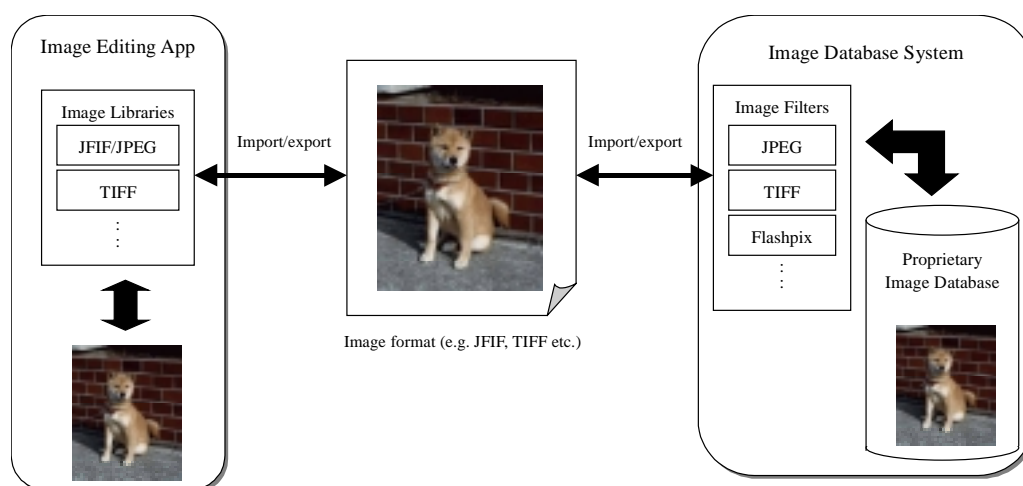 Image Editing App
Image Libraries
JFIF/JPEG
TIFF
:
:
Import/export
Image format (e.g. JFIF, TIFF etc.)
Import/export
Image Database System
Image Filters
JPEG
TIFF
Flashpix
:
:
Proprietary
Image Database